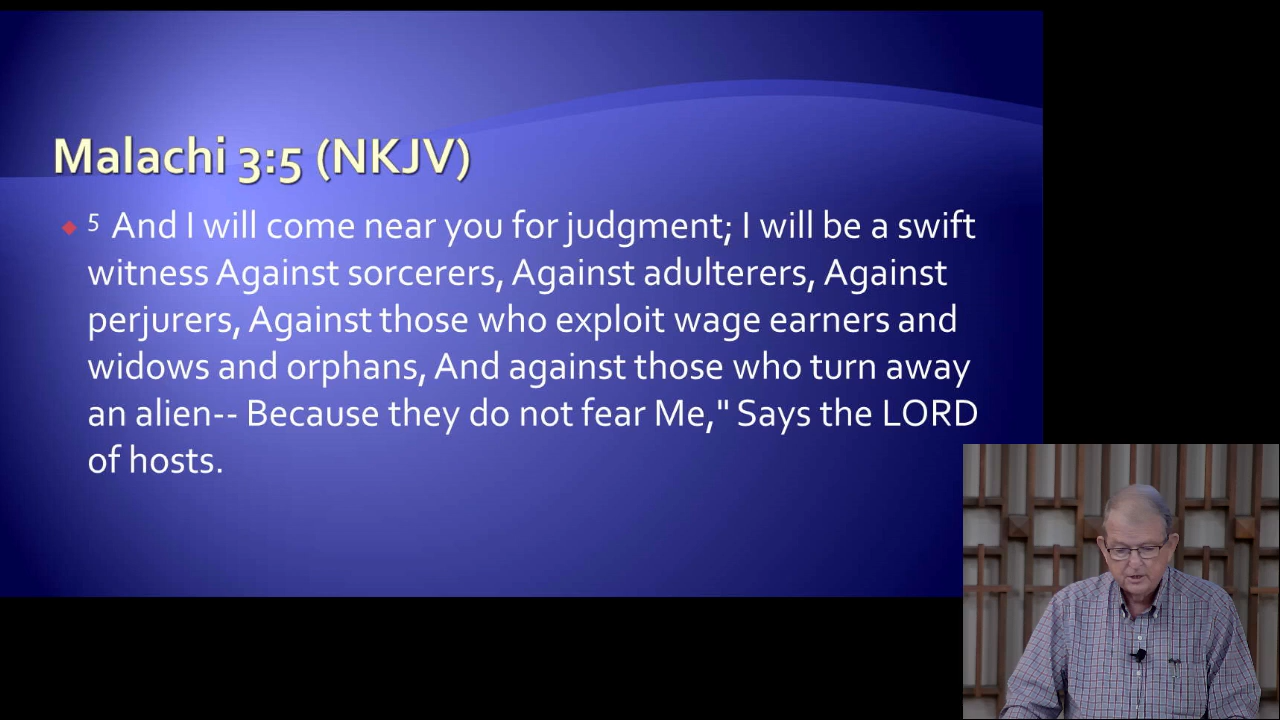 Malachi 3:5 (NKJV)
5 And I will come near you for judgment; I will be a swift
witness Against sorcerers, Against adulterers, Against
perjurers, Against those who exploit wage earners and
widows and orphans, And against those who turn away
an alien-- Because they do not fear Me," Says the LORD
of hosts.